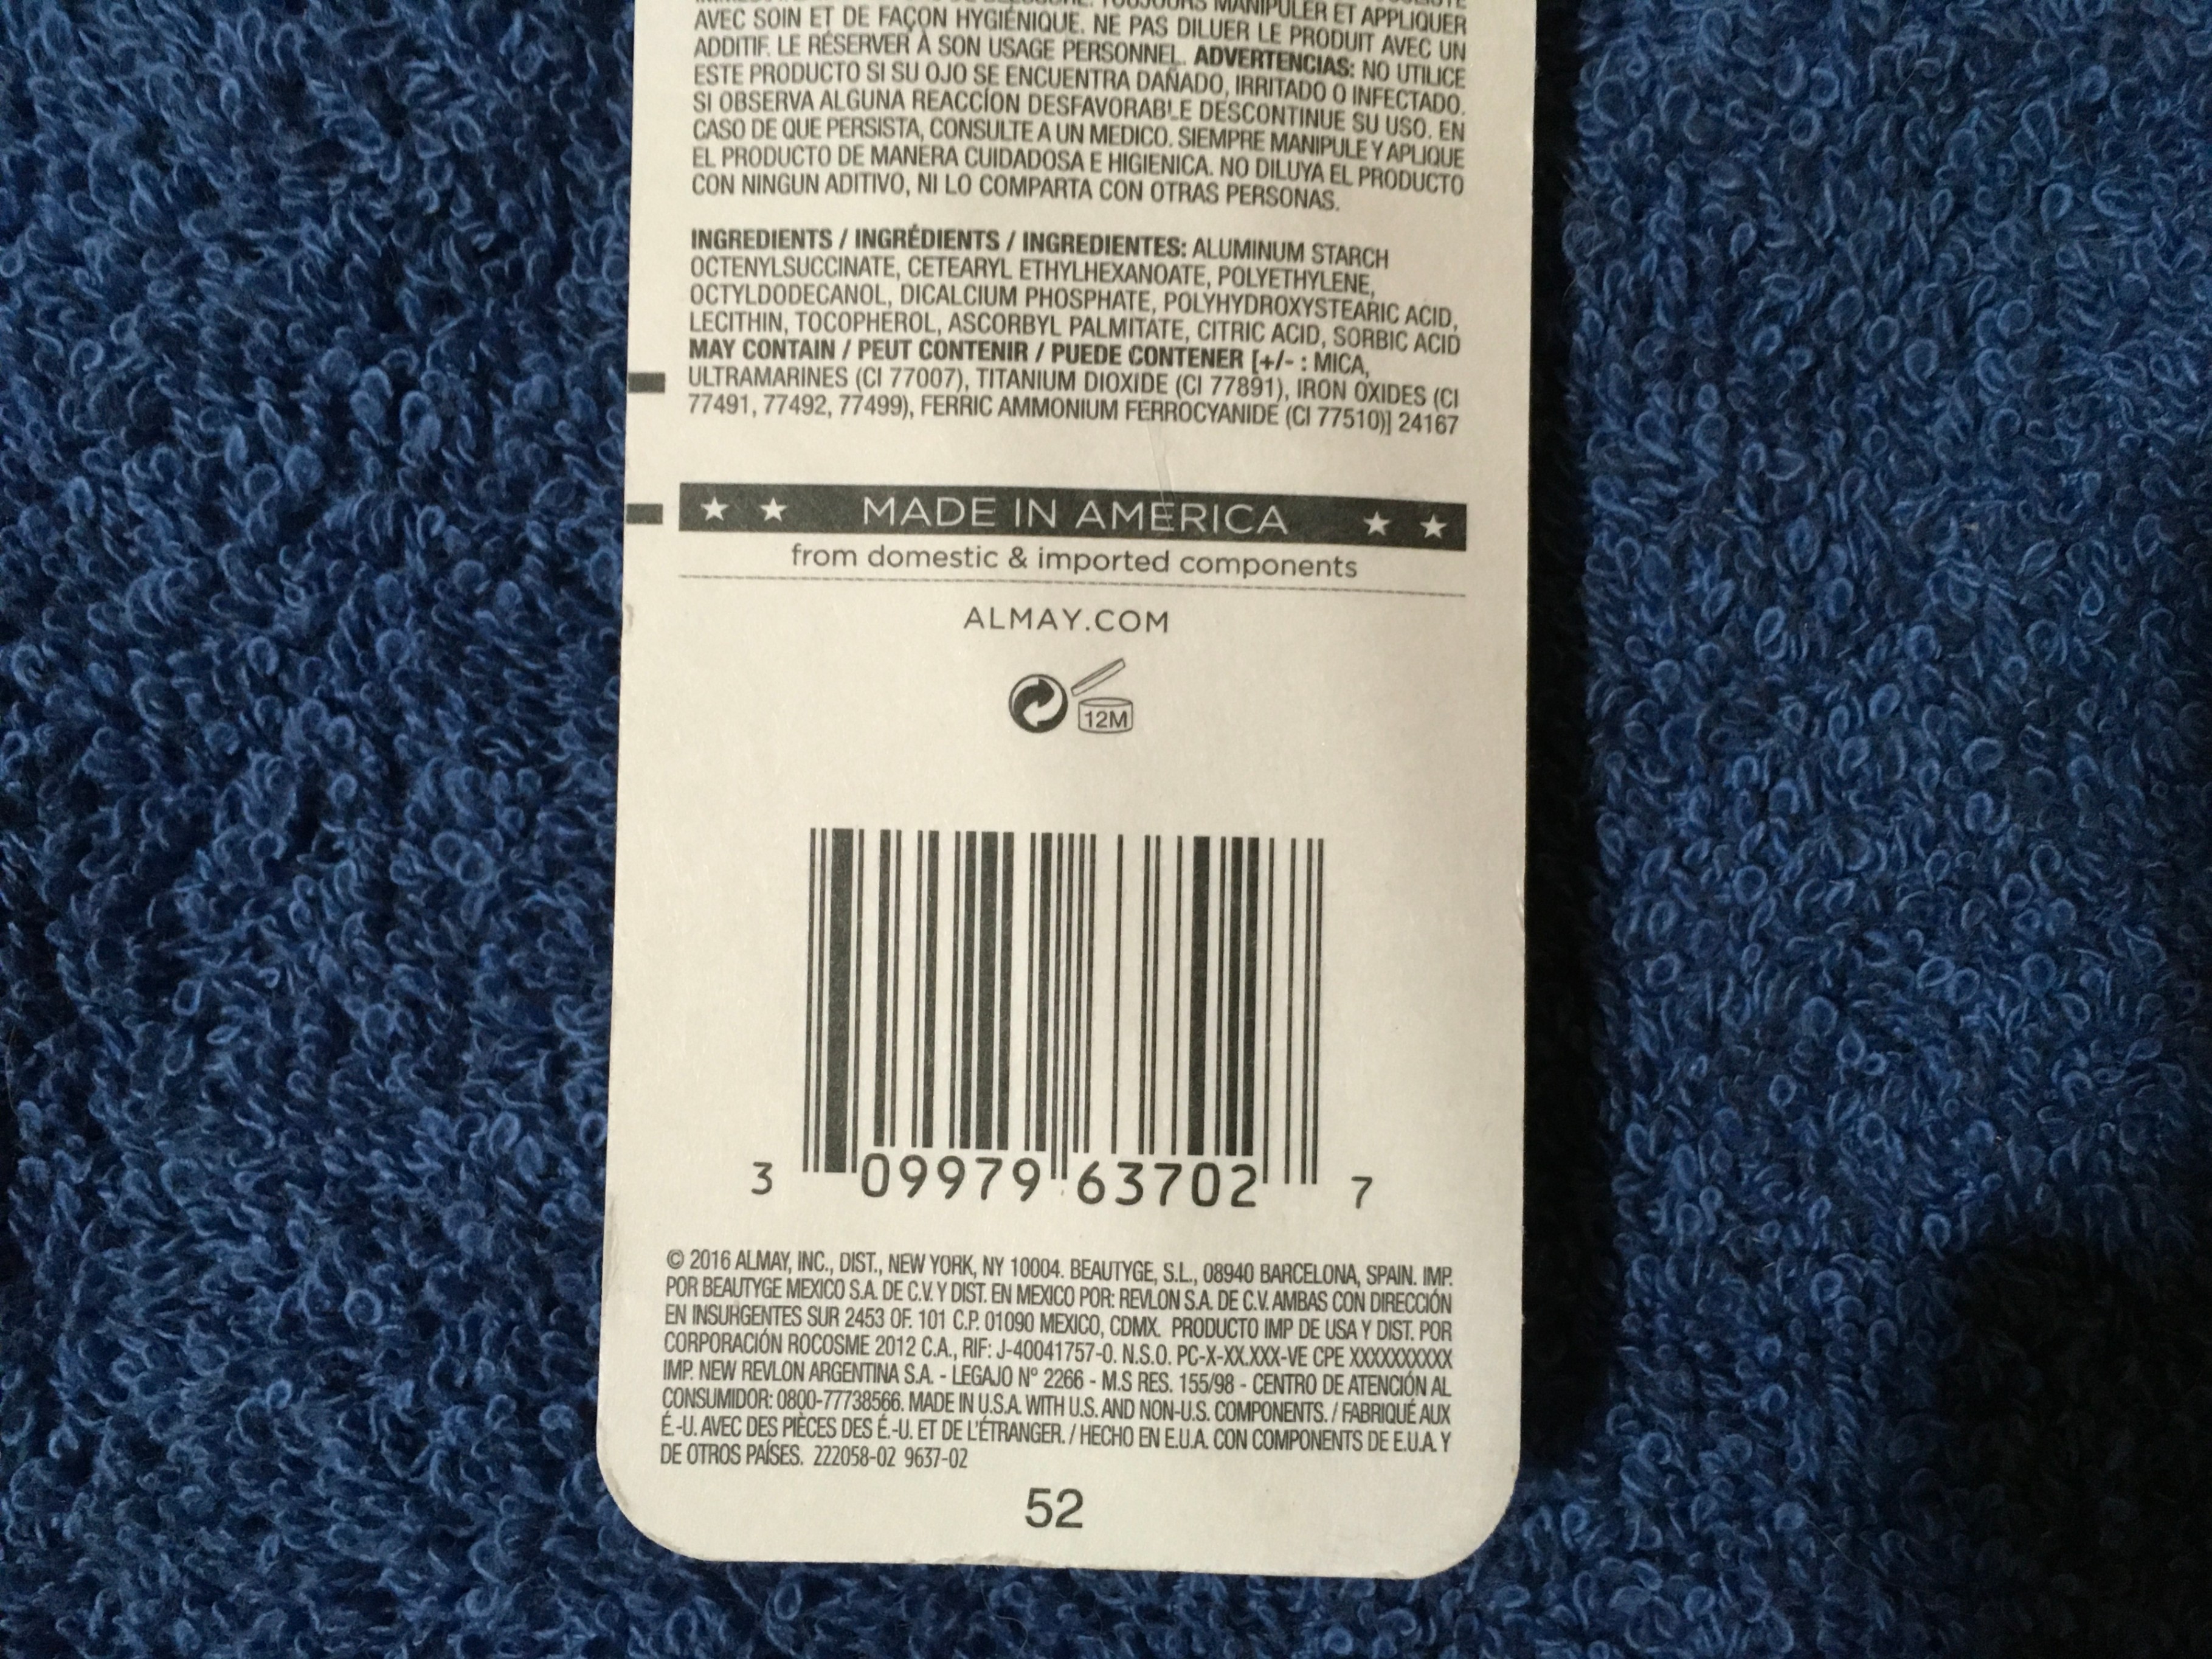 TOUJOURS MANIPULER ET APPLIQUER
AVEC SOIN ET DE FAÇON HYGIÉNIQUE. NE PAS DILUER LE PRODUIT AVEC UN
ADDITIF. LE RÉSERVER À SON USAGE PERSONNEL. ADVERTENCIAS: NO UTILICE
ESTE PRODUCTO SI SU OJO SE ENCUENTRA DAÑADO, IRRITADO O INFECTADO.
SI OBSERVA ALGUNA REACCÍON DESFAVORABLE DESCONTINUE SU USO. EN
CASO DE QUE PERSISTA, CONSULTE A UN MEDICO. SIEMPRE MANIPULE Y APLIQUE
EL PRODUCTO DE MANERA CUIDADOSA E HIGIENICA. NO DILUYA EL PRODUCTO
CON NINGUN ADITIVO, NI LO COMPARTA CON OTRAS PERSONAS.
INGREDIENTS / INGRÉDIENTS / INGREDIENTES: ALUMINUM STARCH
OCTENYLSUCCINATE, CETEARYL ETHYLHEXANOATE, POLYETHYLENE,
OCTYLDODECANOL, DICALCIUM PHOSPHATE, POLYHYDROXYSTEARIC ACID,
LECITHIN, TOCOPHEROL, ASCORBYL PALMITATE, CITRIC ACID, SORBIC ACID
MAY CONTAIN / PEUT CONTENIR / PUEDE CONTENER [+/- : MICA,
ULTRAMARINES (CI 77007), TITANIUM DIOXIDE (CI 77891), IRON OXIDES (CI
77491, 77492, 77499), FERRIC AMMONIUM FERROCYANIDE (CI 77510)] 24167
MADE IN AMERICA
from domestic & imported components
ALMAY.COM
12M
3 09979 63702 7
© 2016 ALMAY, INC., DIST., NEW YORK, NY 10004. BEAUTYGE, S.L., 08940 BARCELONA, SPAIN. IMP.
POR BEAUTYGE MEXICO S.A. DE C.V. Y DIST. EN MEXICO POR: REVLON S.A. DE C.V. AMBAS CON DIRECCIÓN
EN INSURGENTES SUR 2453 OF. 101 C.P. 01090 MEXICO, CDMX. PRODUCTO IMP DE USA Y DIST. POR
CORPORACIÓN ROCOSME 2012 C.A., RIF: J-40041757-0. N.S.O. PC-X-XX.XXX-VE CPE XXXXXXXXXX
IMP. NEW REVLON ARGENTINA S.A. - LEGAJO N° 2266 - M.S RES. 155/98 - CENTRO DE ATENCIÓN AL
CONSUMIDOR: 0800-77738566. MADE IN U.S.A. WITH U.S. AND NON-U.S. COMPONENTS. / FABRIQUÉ AUX
É.-U. AVEC DES PIÈCES DES É.-U. ET DE L'ÉTRANGER. / HECHO EN E.U.A. CON COMPONENTS DE E.U.A. Y
DE OTROS PAÍSES. 222058-02 9637-02
52